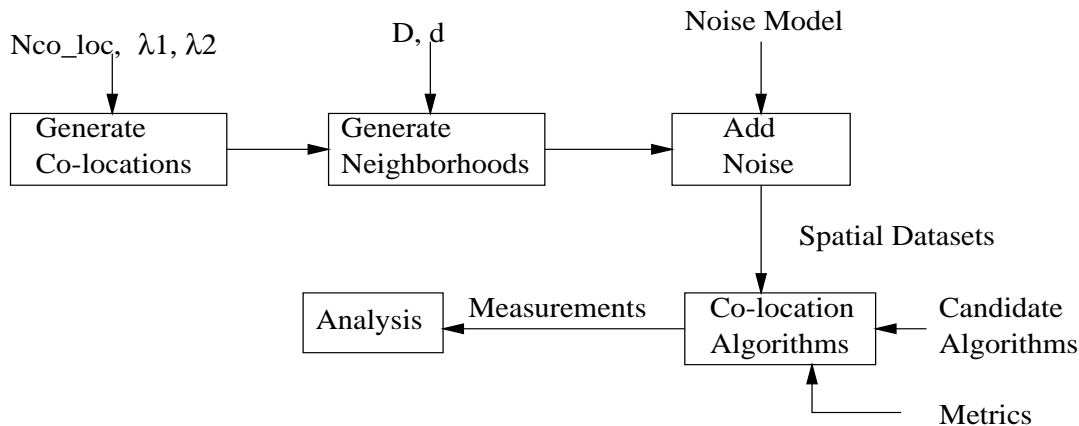 Nco_loc, λ1, λ2
D, d
Noise Model
Generate
Co-locations
Generate
Neighborhoods
Add
Noise
Spatial Datasets
Analysis
Measurements
Co-location
Algorithms
Candidate
Algorithms
Metrics